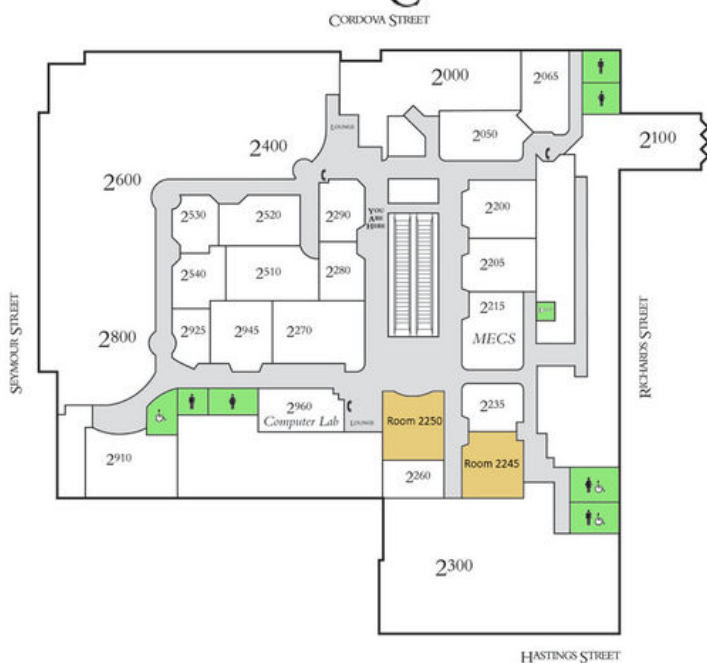 CORDOVA STREET
2000
2065
LOUNGE
2050
2100
2400
2600
2530
2520
2290
YOU
ARE
HERE
2200
2540
2510
2280
2205
2215
MECS
SEYMOUR STREET
RICHARDS STREET
2800
2925
2945
2270
2960
Computer Lab
LOUNGE
Room 2250
2235
2910
2260
Room 2245
2300
HASTINGS STREET